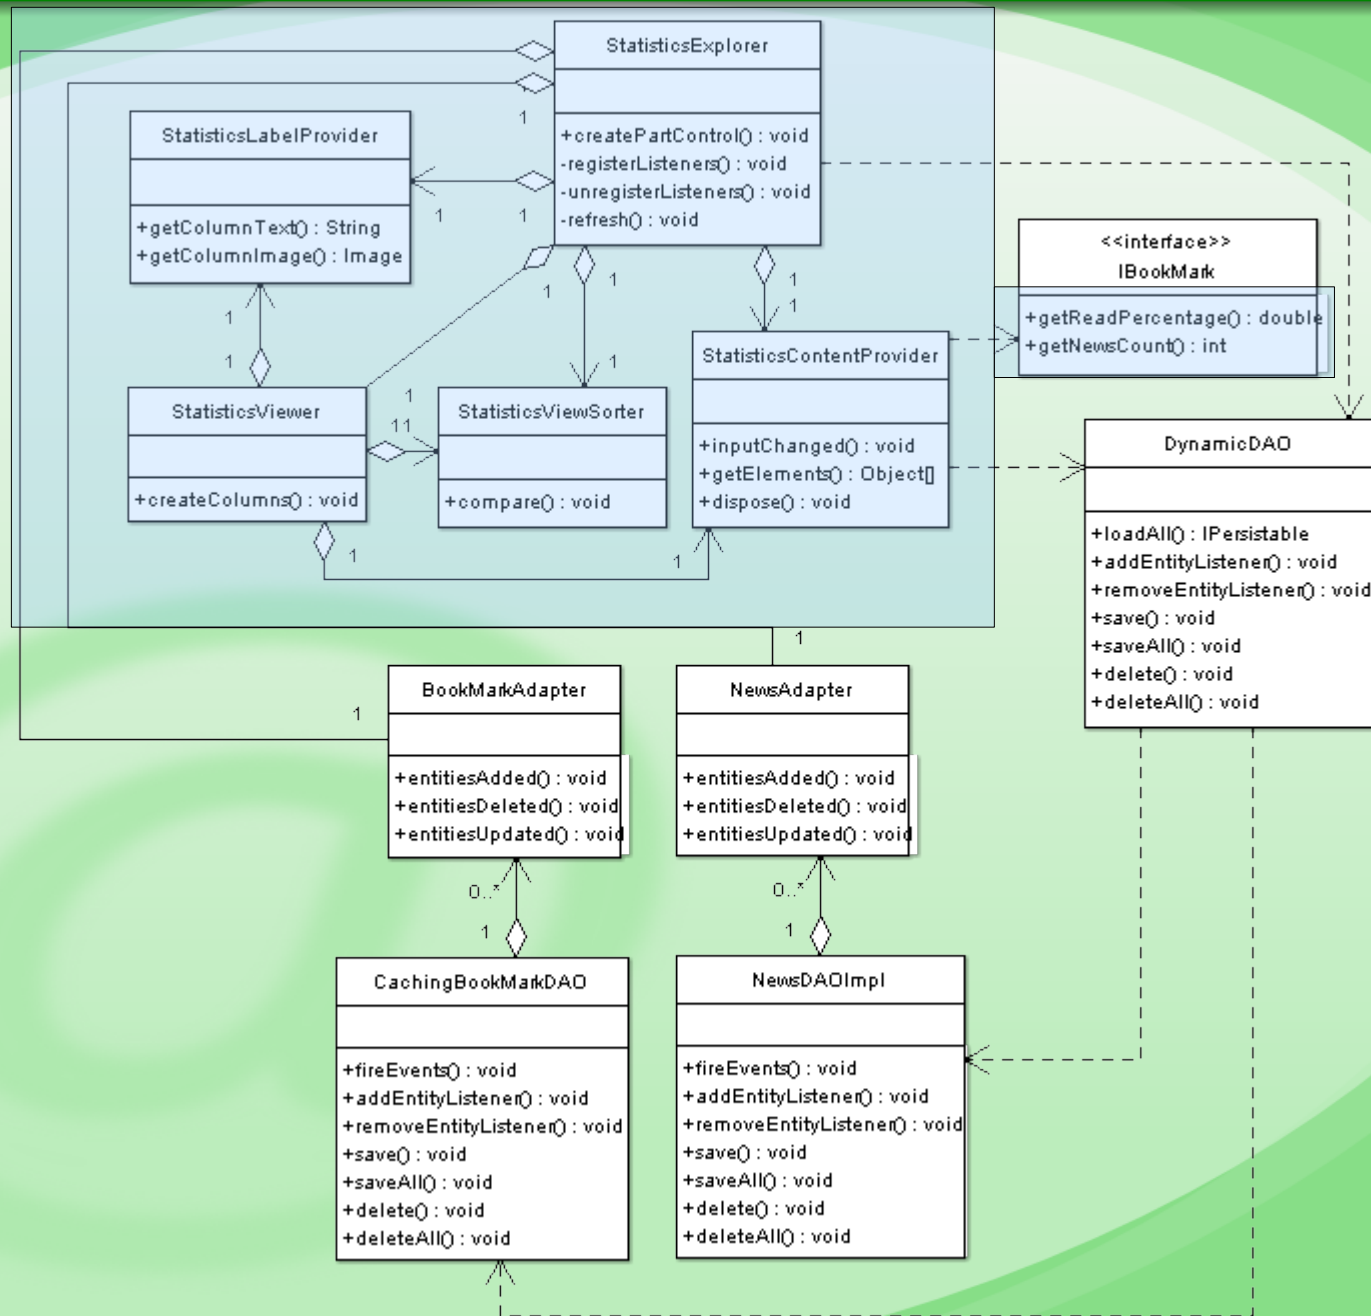 StatisticsExplorer
+createPartControl() : void
-registerListeners() : void
-unregisterListeners() : void
-refresh() : void
1
StatisticsLabelProvider
+getColumnText() : String
+getColumnImage() : Image
1
1
1
1
1
1
1
1
1
1
<<interface>>
IBookMark
+getReadPercentage() : double
+getNewsCount() : int
StatisticsContentProvider
+inputChanged() : void
+getElements() : Object[]
+dispose() : void
StatisticsViewer
+createColumns() : void
11
StatisticsViewSorter
+compare() : void
1
1
DynamicDAO
+loadAll() : IPersistable
+addEntityListener() : void
+removeEntityListener() : void
+save() : void
+saveAll() : void
+delete() : void
+deleteAll() : void
1
1
BookMarkAdapter
+entitiesAdded() : void
+entitiesDeleted() : void
+entitiesUpdated() : void
NewsAdapter
+entitiesAdded() : void
+entitiesDeleted() : void
+entitiesUpdated() : void
0..*
1
0..*
1
CachingBookMarkDAO
+fireEvents() : void
+addEntityListener() : void
+removeEntityListener() : void
+save() : void
+saveAll() : void
+delete() : void
+deleteAll() : void
NewsDAOImpl
+fireEvents() : void
+addEntityListener() : void
+removeEntityListener() : void
+save() : void
+saveAll() : void
+delete() : void
+deleteAll() : void